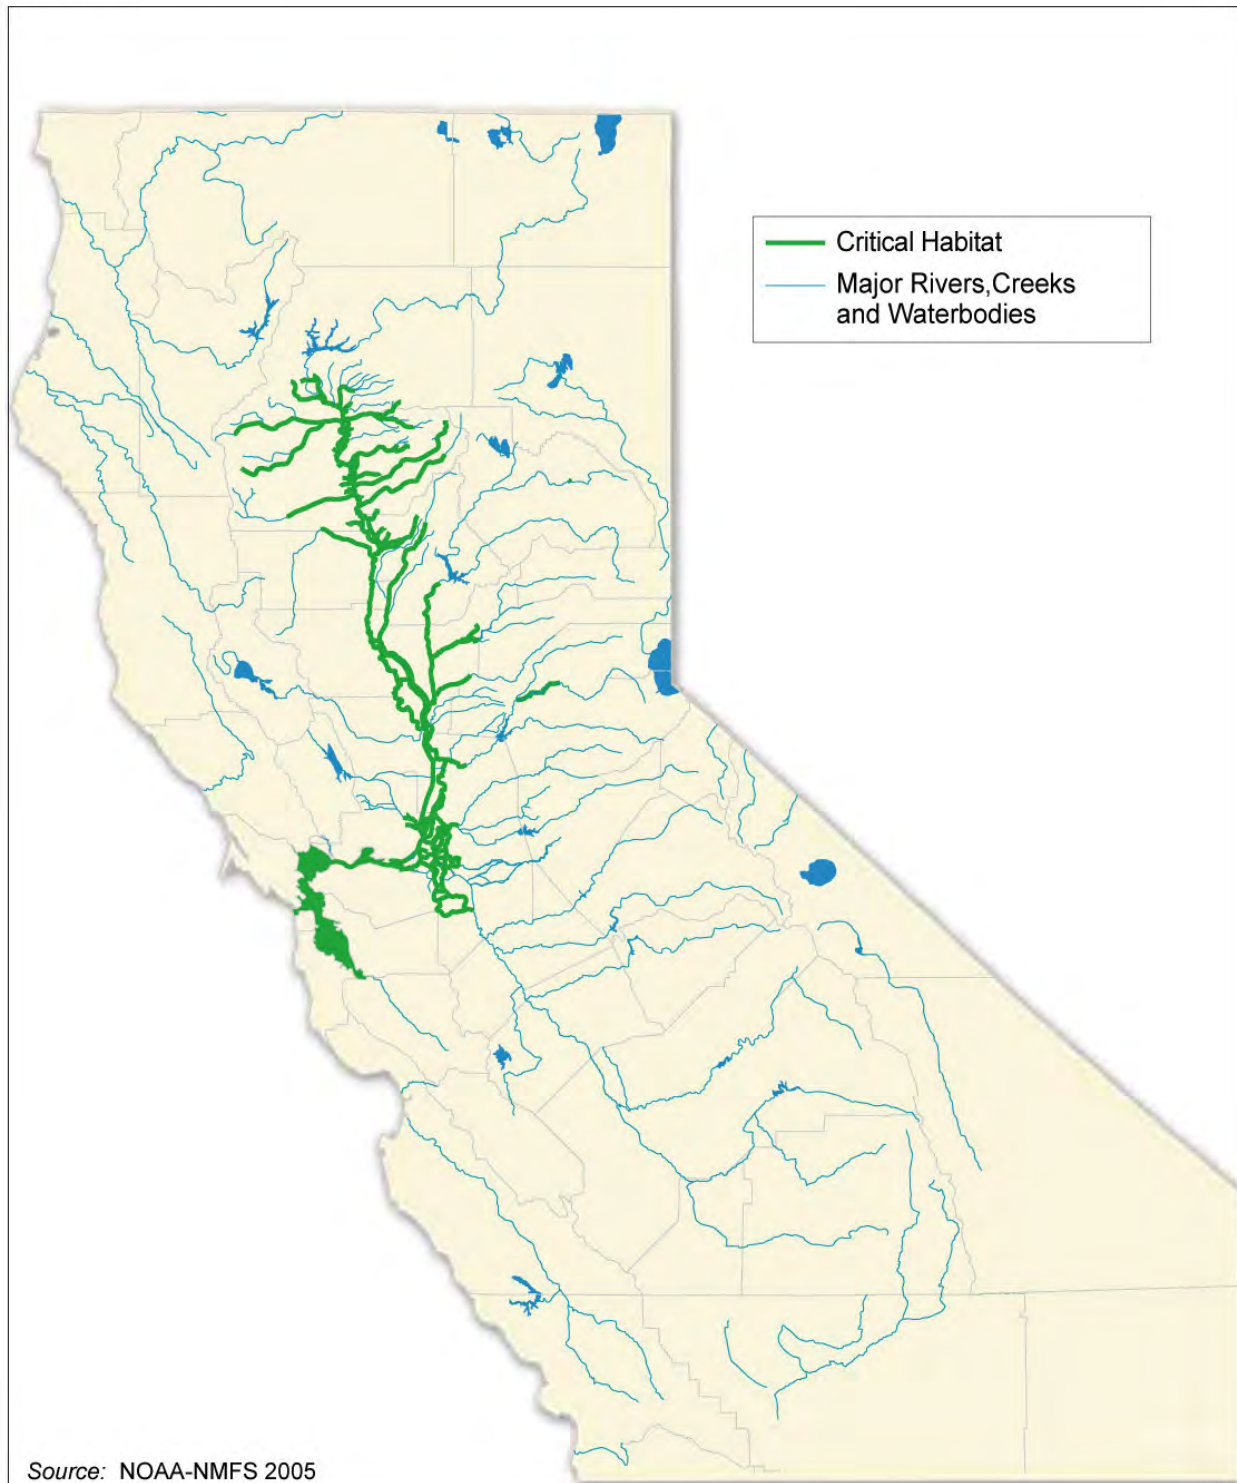 Critical Habitat
Major Rivers,Creeks
and Waterbodies
Source: NOAA-NMFS 2005